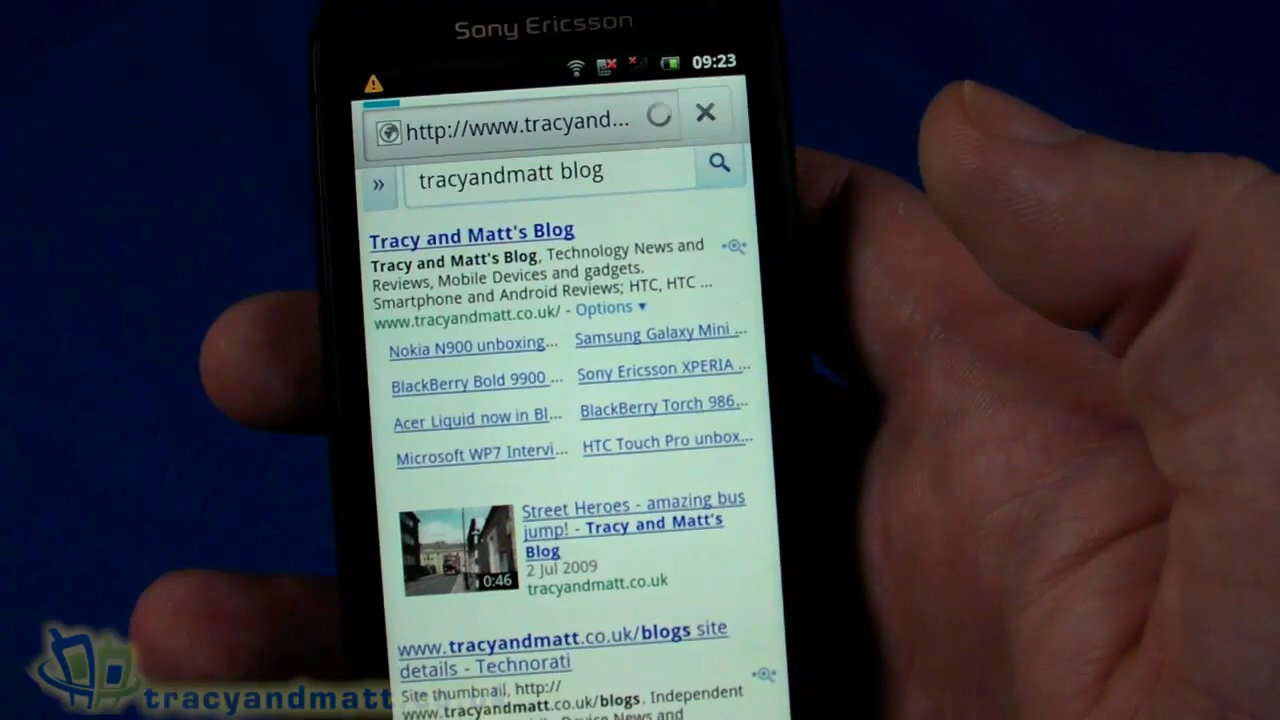 Sony Ericsson
09:23
http://www.tracyand...
tracyandmatt blog
Tracy and Matt's Blog
Tracy and Matt's Blog, Technology News and
Reviews, Mobile Devices and gadgets.
Smartphone and Android Reviews; HTC, HTC ...
www.tracyandmatt.co.uk/ - Options ▼
Nokia N900 unboxing... Samsung Galaxy Mini ...
BlackBerry Bold 9900 ... Sony Ericsson XPERIA ...
Acer Liquid now in Bl... BlackBerry Torch 986...
Microsoft WP7 Intervi... HTC Touch Pro unbox...
Street Heroes - amazing bus
jump! - Tracy and Matt's
Blog
2 Jul 2009
0:46
tracyandmatt.co.uk
www.tracyandmatt.co.uk/blogs site
details - Technorati
Site thumbnail, http://
www.tracyandmatt.co.uk/blogs. Independent
News and
tracyandmatt